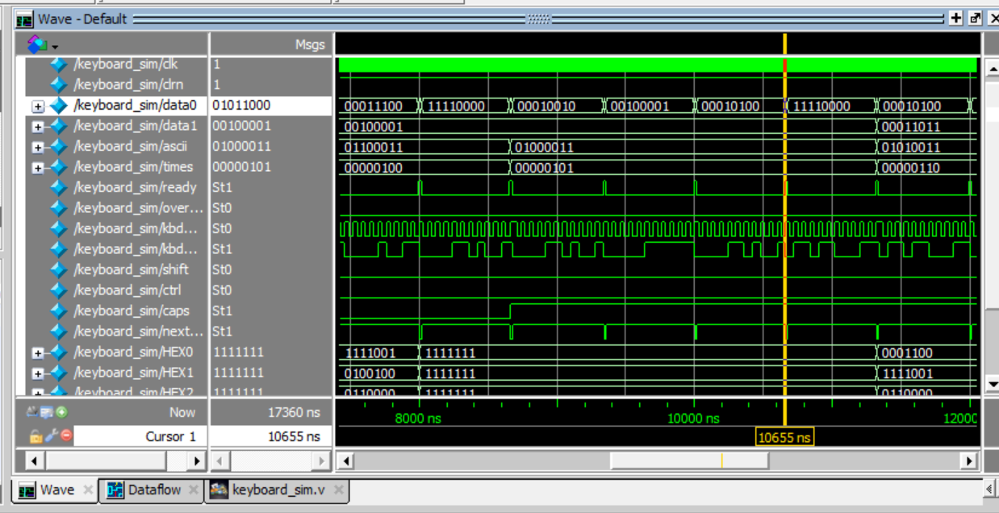 Wave - Default
Msgs
/keyboard_sim/clk 1
/keyboard_sim/clrn 1
/keyboard_sim/data0 01011000 00011100 11110000 00010010 00100001 00010100 11110000 00010100
/keyboard_sim/data1 00100001 00100001 00011011
/keyboard_sim/ascii 01000011 01100011 01000011 01010011
/keyboard_sim/times 00000101 00000100 00000101 00000110
/keyboard_sim/ready St1
/keyboard_sim/over... St0
/keyboard_sim/kbd... St0
/keyboard_sim/kbd... St1
/keyboard_sim/shift St0
/keyboard_sim/ctrl St0
/keyboard_sim/caps St1
/keyboard_sim/next... St1
/keyboard_sim/HEX0 1111111 1111001 1111111 0001100
/keyboard_sim/HEX1 1111111 0100100 1111111 1111001
/keyboard_sim/HEX2 1111111 0110000 1111111 0110000
Now 17360 ns 8000 ns 10000 ns 12000
Cursor 1 10655 ns 10655 ns
Wave Dataflow keyboard_sim.v